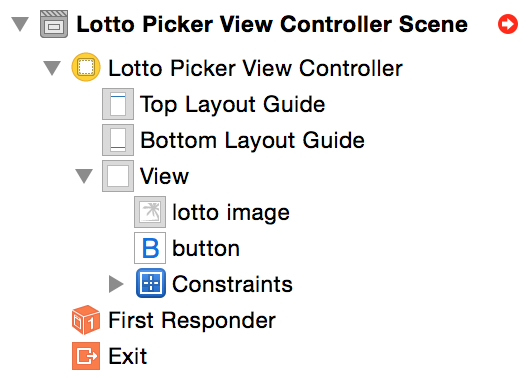 Lotto Picker View Controller Scene
Lotto Picker View Controller
Top Layout Guide
Bottom Layout Guide
View
lotto image
B button
Constraints
1 First Responder
Exit